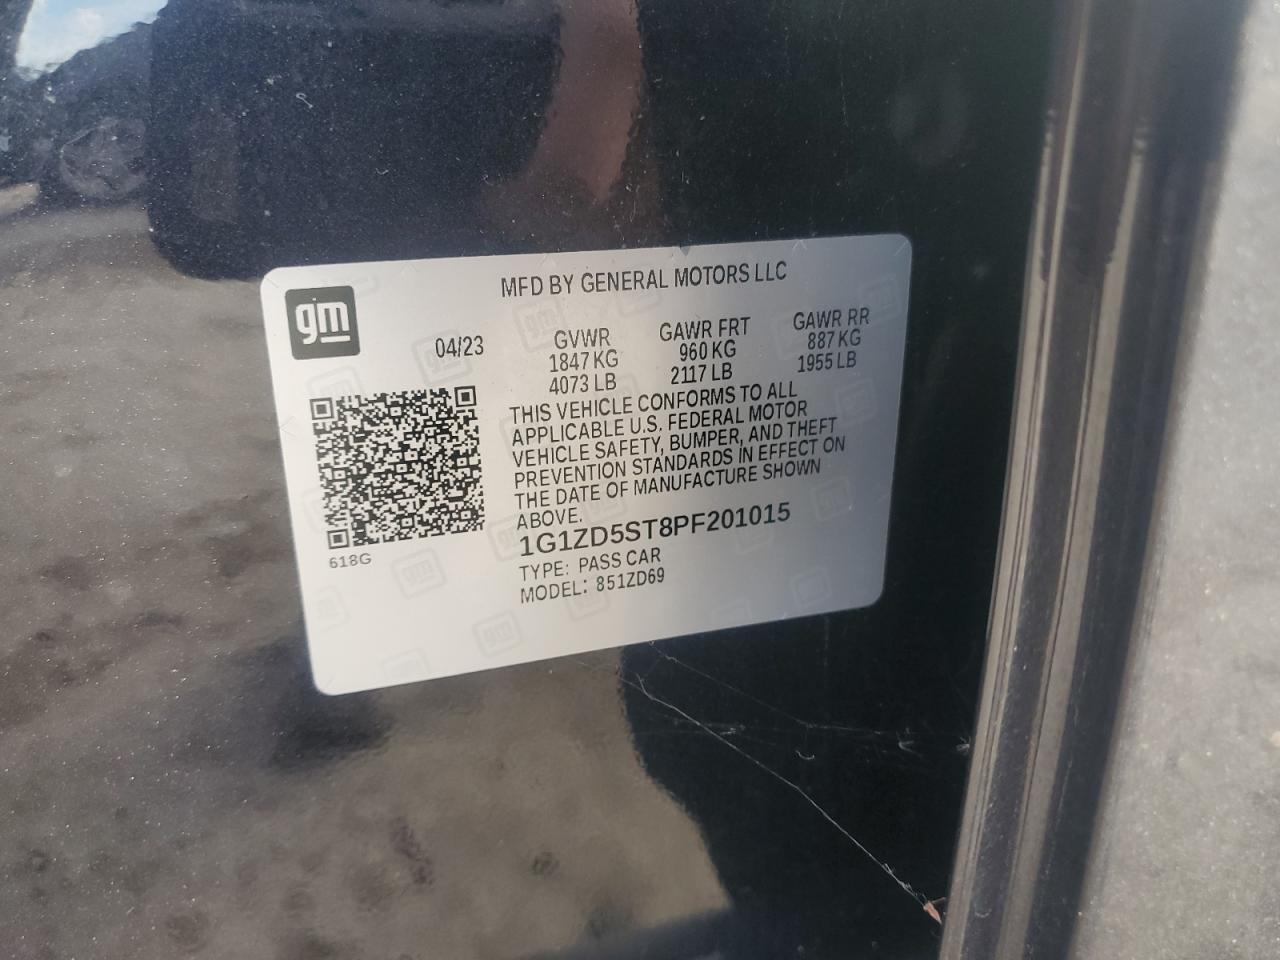 gm
MFD BY GENERAL MOTORS LLC
04/23
GVWR GAWR FRT GAWR RR
1847 KG 960 KG 887 KG
4073 LB 2117 LB 1955 LB
THIS VEHICLE CONFORMS TO ALL
APPLICABLE U.S. FEDERAL MOTOR
VEHICLE SAFETY, BUMPER, AND THEFT
PREVENTION STANDARDS IN EFFECT ON
THE DATE OF MANUFACTURE SHOWN
ABOVE.
1G1ZD5ST8PF201015
618G
TYPE: PASS CAR
MODEL: 851ZD69